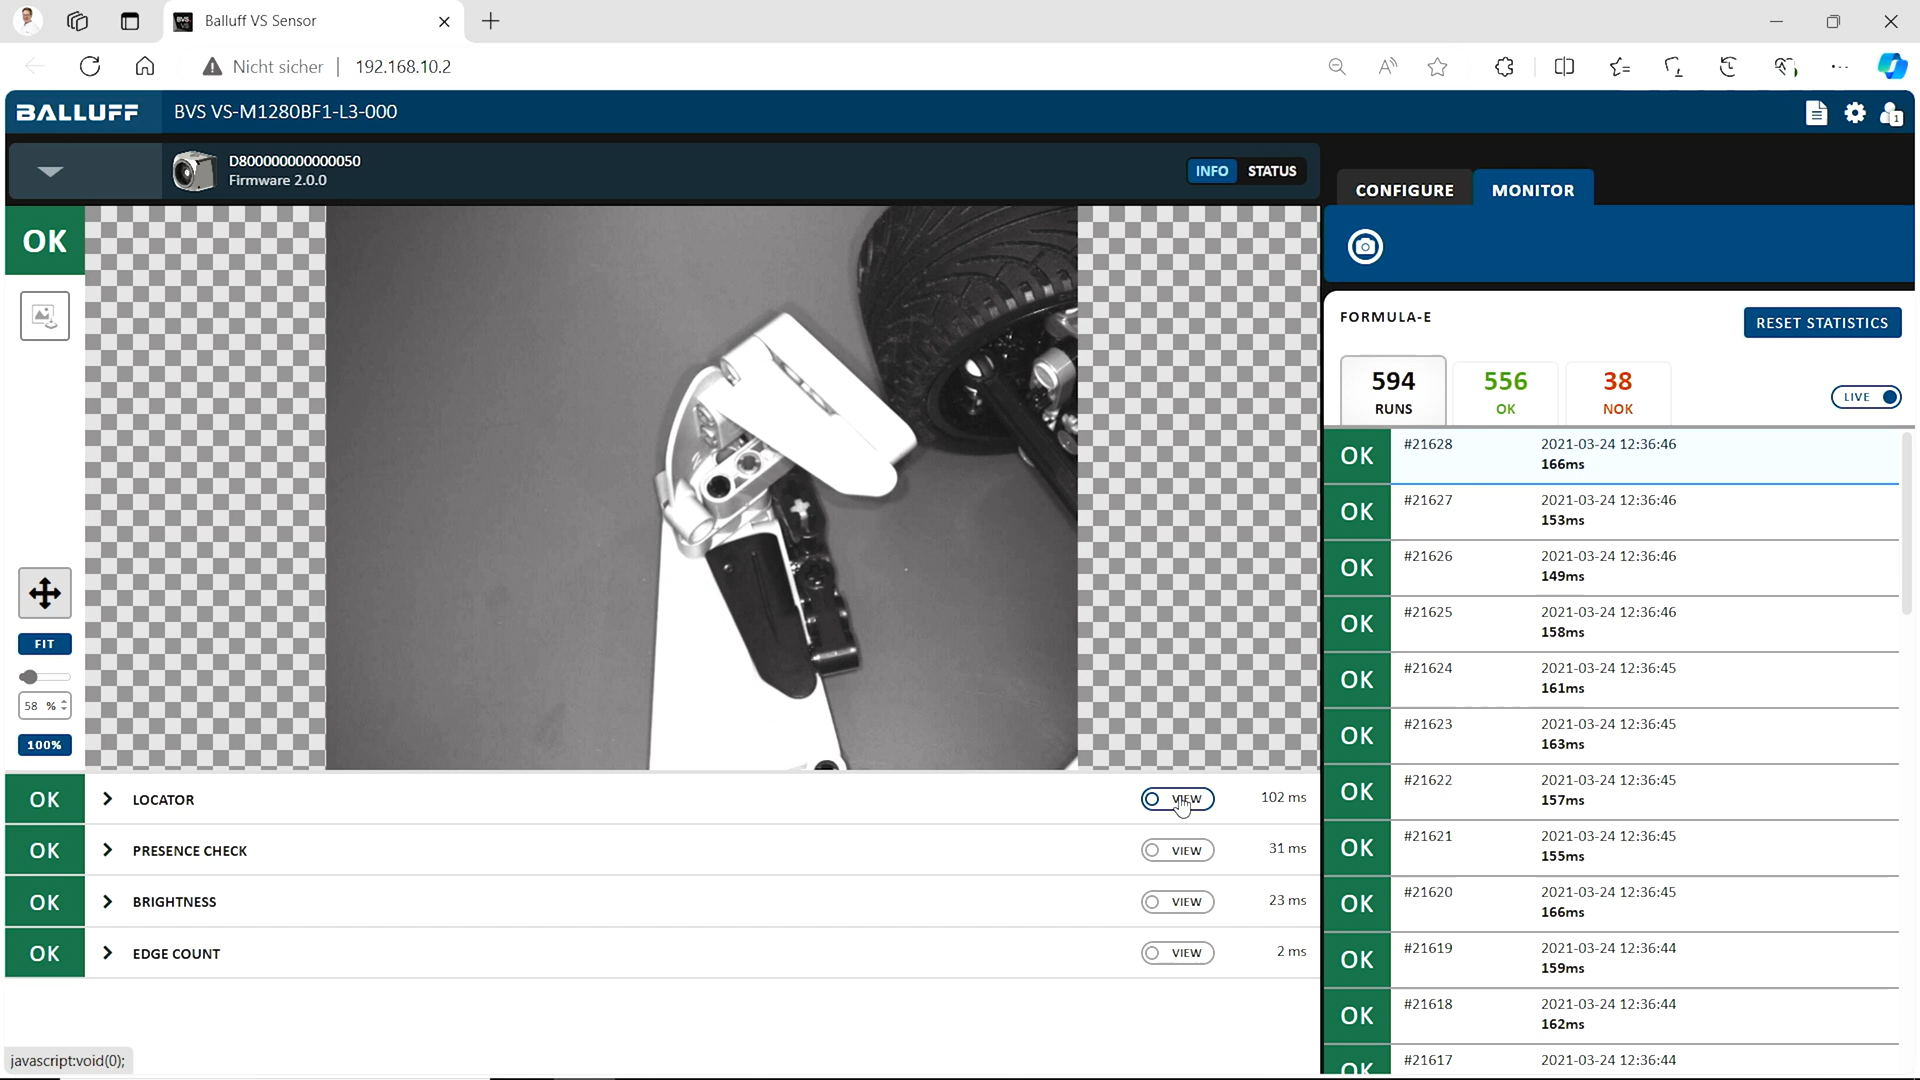 Balluff VS Sensor
Nicht sicher
192.168.10.2
BALLUFF
BVS VS-M1280BF1-L3-000
1
D800000000000050
Firmware 2.0.0
INFO STATUS
CONFIGURE MONITOR
OK
FIT
58 %
100%
FORMULA-E
RESET STATISTICS
594 RUNS
556 OK
38 NOK
LIVE
OK #21628 2021-03-24 12:36:46
166ms
OK #21627 2021-03-24 12:36:46
153ms
OK #21626 2021-03-24 12:36:46
149ms
OK #21625 2021-03-24 12:36:46
158ms
OK #21624 2021-03-24 12:36:45
161ms
OK #21623 2021-03-24 12:36:45
163ms
OK #21622 2021-03-24 12:36:45
157ms
OK #21621 2021-03-24 12:36:45
155ms
OK #21620 2021-03-24 12:36:45
166ms
OK #21619 2021-03-24 12:36:44
159ms
OK #21618 2021-03-24 12:36:44
162ms
OK #21617 2021-03-24 12:36:44
OK LOCATOR VIEW 102 ms
OK PRESENCE CHECK VIEW 31 ms
OK BRIGHTNESS VIEW 23 ms
OK EDGE COUNT VIEW 2 ms
javascript:void(0);